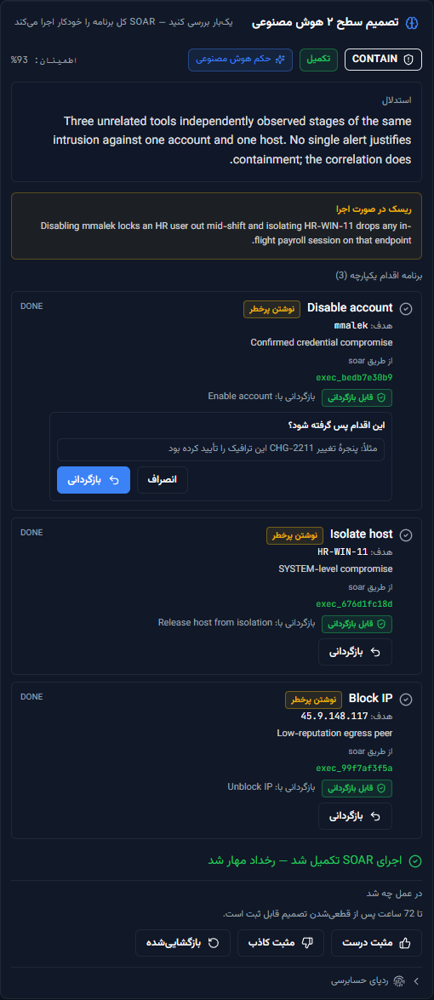 تصمیم سطح ۲ هوش مصنوعی
یک‌بار بررسی کنید — SOAR کل برنامه را خودکار اجرا می‌کند
CONTAIN
تکمیل
حکم هوش مصنوعی
اطمینان: 93%
استدلال
Three unrelated tools independently observed stages of the same
intrusion against one account and one host. No single alert justifies
containment; the correlation does.
ریسک در صورت اجرا
Disabling mmalek locks an HR user out mid-shift and isolating HR-WIN-11 drops any in-
flight payroll session on that endpoint.
برنامه اقدام یکپارچه (3)
Disable account
نوشتن پرخطر
DONE
هدف: mmalek
Confirmed credential compromise
از طریق soar
exec_bedb7e30b9
قابل بازگردانی
بازگردانی با: Enable account
این اقدام پس گرفته شود؟
مثلاً: پنجرهٔ تغییر CHG-2211 این ترافیک را تأیید کرده بود
انصراف
بازگردانی
Isolate host
نوشتن پرخطر
DONE
هدف: HR-WIN-11
SYSTEM-level compromise
از طریق soar
exec_676d1fc18d
قابل بازگردانی
بازگردانی با: Release host from isolation
بازگردانی
Block IP
نوشتن پرخطر
DONE
هدف: 45.9.148.117
Low-reputation egress peer
از طریق soar
exec_99f7af3f5a
قابل بازگردانی
بازگردانی با: Unblock IP
بازگردانی
اجرای SOAR تکمیل شد — رخداد مهار شد
در عمل چه شد
تا 72 ساعت پس از قطعی‌شدن تصمیم قابل ثبت است.
مثبت درست
مثبت کاذب
بازگشایی‌شده
ردپای حسابرسی